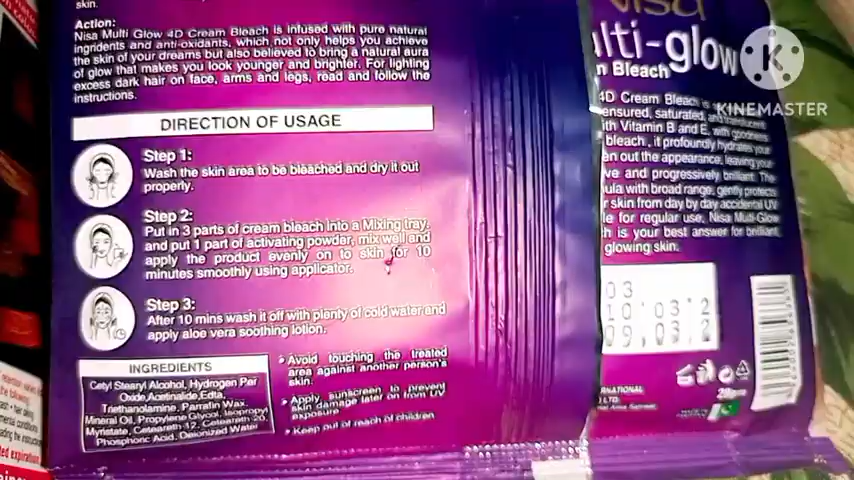 skin.
Action:
Nisa Multi Glow 4D Cream Bleach is infused with pure natural
ingridents and anti-oxidants, which not only helps you achieve
the skin of your dreams but also believed to bring a natural aura
of glow that makes you look younger and brighter. For lighting
excess dark hair on face, arms and legs, read and follow the
instructions.
DIRECTION OF USAGE
Step 1:
Wash the skin area to be bleached and dry it out
properly.
Step 2:
Put in 3 parts of cream bleach into a Mixing tray.
and put 1 part of activating powder, mix well and
apply the product evenly on to skin for 10
minutes smoothly using applicator.
Step 3:
After 10 mins wash it off with plenty of cold water and
apply aloe vera soothing lotion.
INGREDIENTS
Cetyl Stearyl Alcohol, Hydrogen Per
Oxide,Acetinalide,Edta,
Triethanolamine, Parrafin Wax,
Mineral Oil, Propylene Glycol, Isopropyl
Myristate, Ceteareth-12, Ceteareth-20,
Phosphoric Acid, Deionized Water
Avoid touching the treated
area against another person's
skin.
Apply sunscreen to prevent
skin damage later on from UV
exposure
Keep out of reach of children
Nisa
lti-glow
n Bleach
4D Cream Bleach is
ensured, saturated, and translucent
ith Vitamin B and E, with goodness
bleach, it profoundly hydrates your
en out the appearance, leaving your
ve and progressively brilliant. The
ula with broad range, gently protects
r skin from day by day accidental UV
le for regular use, Nisa Multi-Glow
h is your best answer for brilliant
glowing skin.
03
10 03 2
09,03,2
RNATIONAL
LTD.
K
KINEMASTER